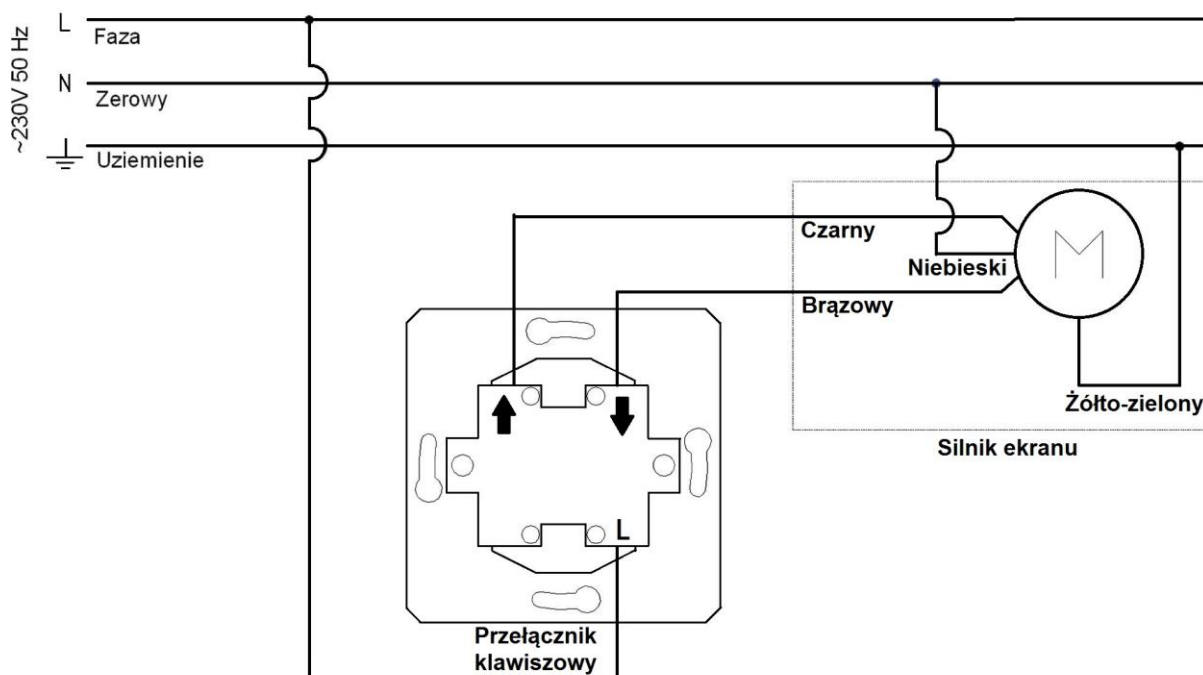 ~230V 50 Hz
L
Faza
N
Zerowy
Uziemienie
Czarny
Niebieski
M
Brązowy
Żółto-zielony
Silnik ekranu
L
Przełącznik
klawiszowy